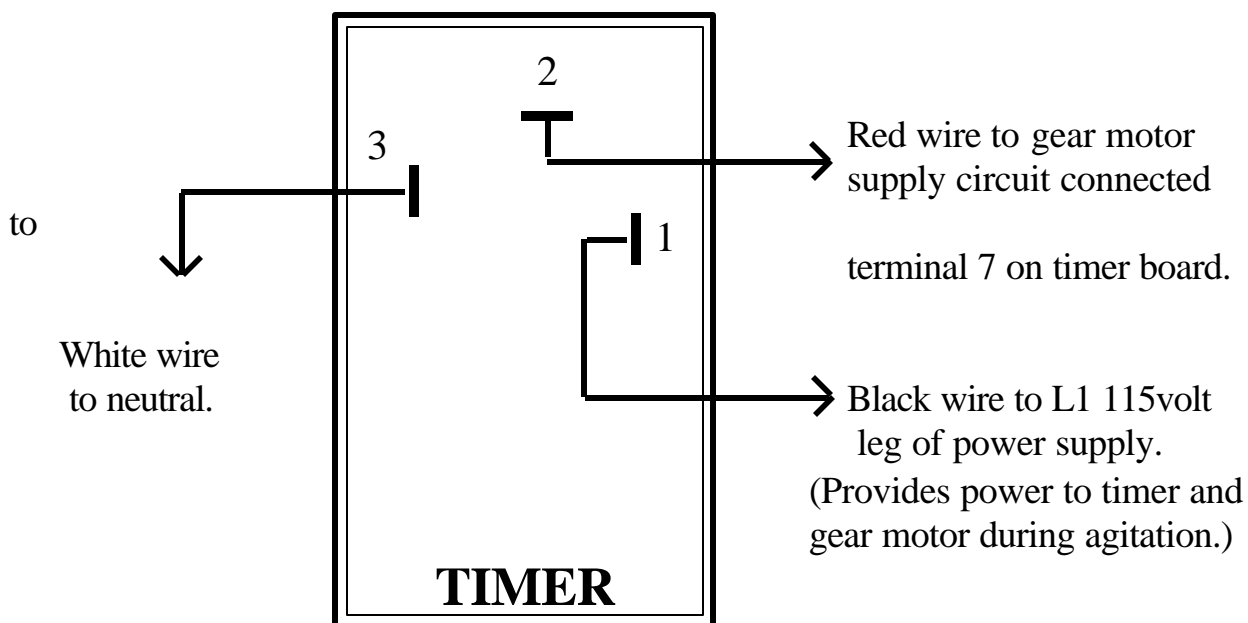 2
3
Red wire to gear motor
supply circuit connected
to
1
terminal 7 on timer board.
White wire
to neutral.
Black wire to L1 115volt
leg of power supply.
(Provides power to timer and
gear motor during agitation.)
TIMER